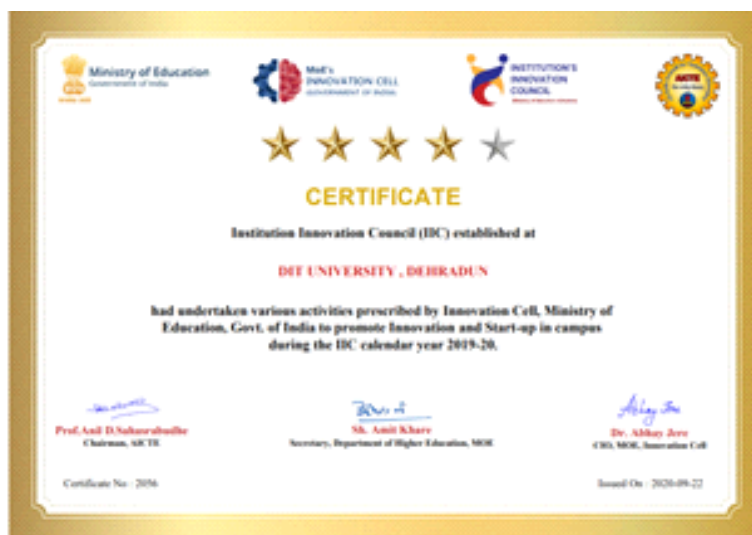 Ministry of Education
Government of India
MoE's
INNOVATION CELL
GOVERNMENT OF INDIA
INSTITUTION'S
INNOVATION
COUNCIL
AICTE
CERTIFICATE
Institution Innovation Council (IIC) established at
DIT UNIVERSITY , DEHRADUN
had undertaken various activities prescribed by Innovation Cell, Ministry of
Education, Govt. of India to promote Innovation and Start-up in campus
during the IIC calendar year 2019-20.
Prof.Anil D.Sahasrabudhe
Chairman, AICTE
Sh. Amit Khare
Secretary, Department of Higher Education, MOE
Abhay Jere
Dr. Abhay Jere
CIO, MOE, Innovation Cell
Certificate No : 2056
Issued On : 2020-09-22